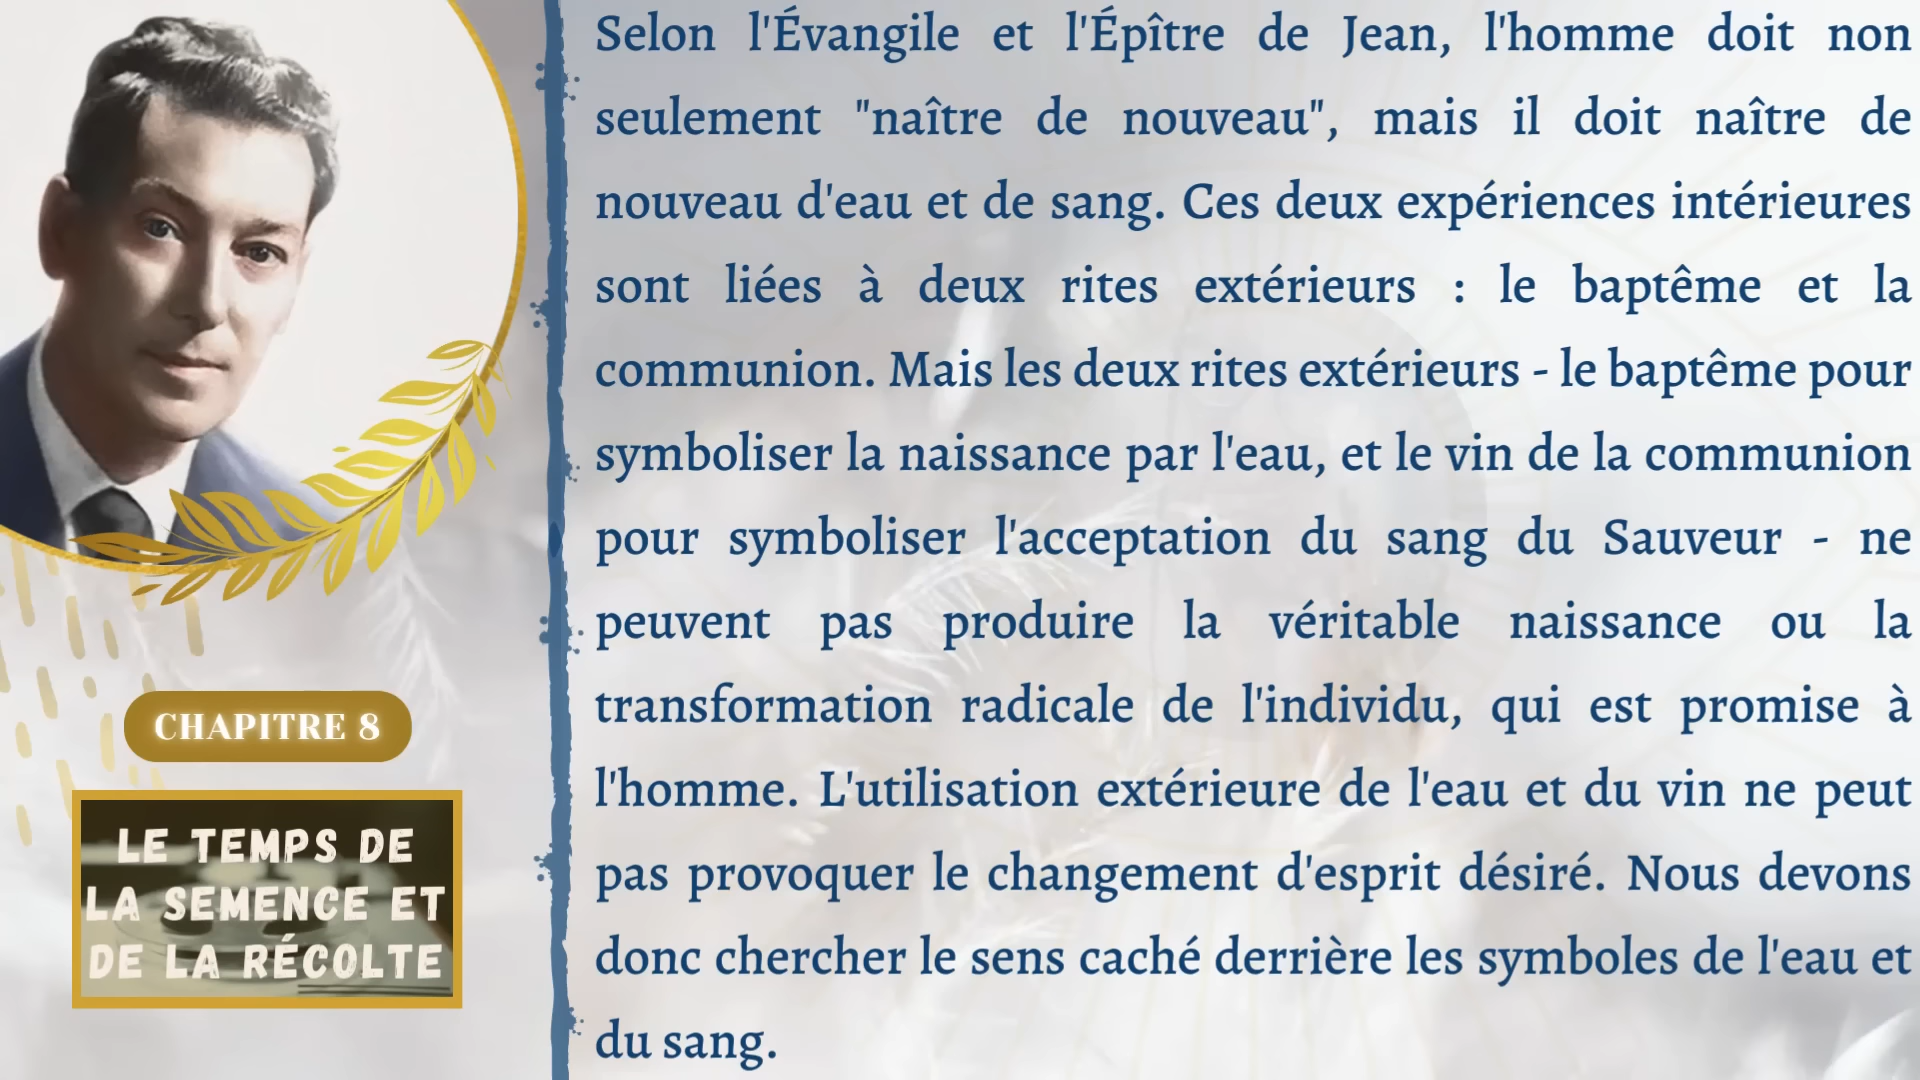 Selon l'Évangile et l'Épître de Jean, l'homme doit non
seulement "naître de nouveau", mais il doit naître de
nouveau d'eau et de sang. Ces deux expériences intérieures
sont liées à deux rites extérieurs : le baptême et la
communion. Mais les deux rites extérieurs - le baptême pour
symboliser la naissance par l'eau, et le vin de la communion
pour symboliser l'acceptation du sang du Sauveur - ne
peuvent pas produire la véritable naissance ou la
transformation radicale de l'individu, qui est promise à
l'homme. L'utilisation extérieure de l'eau et du vin ne peut
pas provoquer le changement d'esprit désiré. Nous devons
donc chercher le sens caché derrière les symboles de l'eau et
du sang.
CHAPITRE 8
LE TEMPS DE
LA SEMENCE ET
DE LA RÉCOLTE